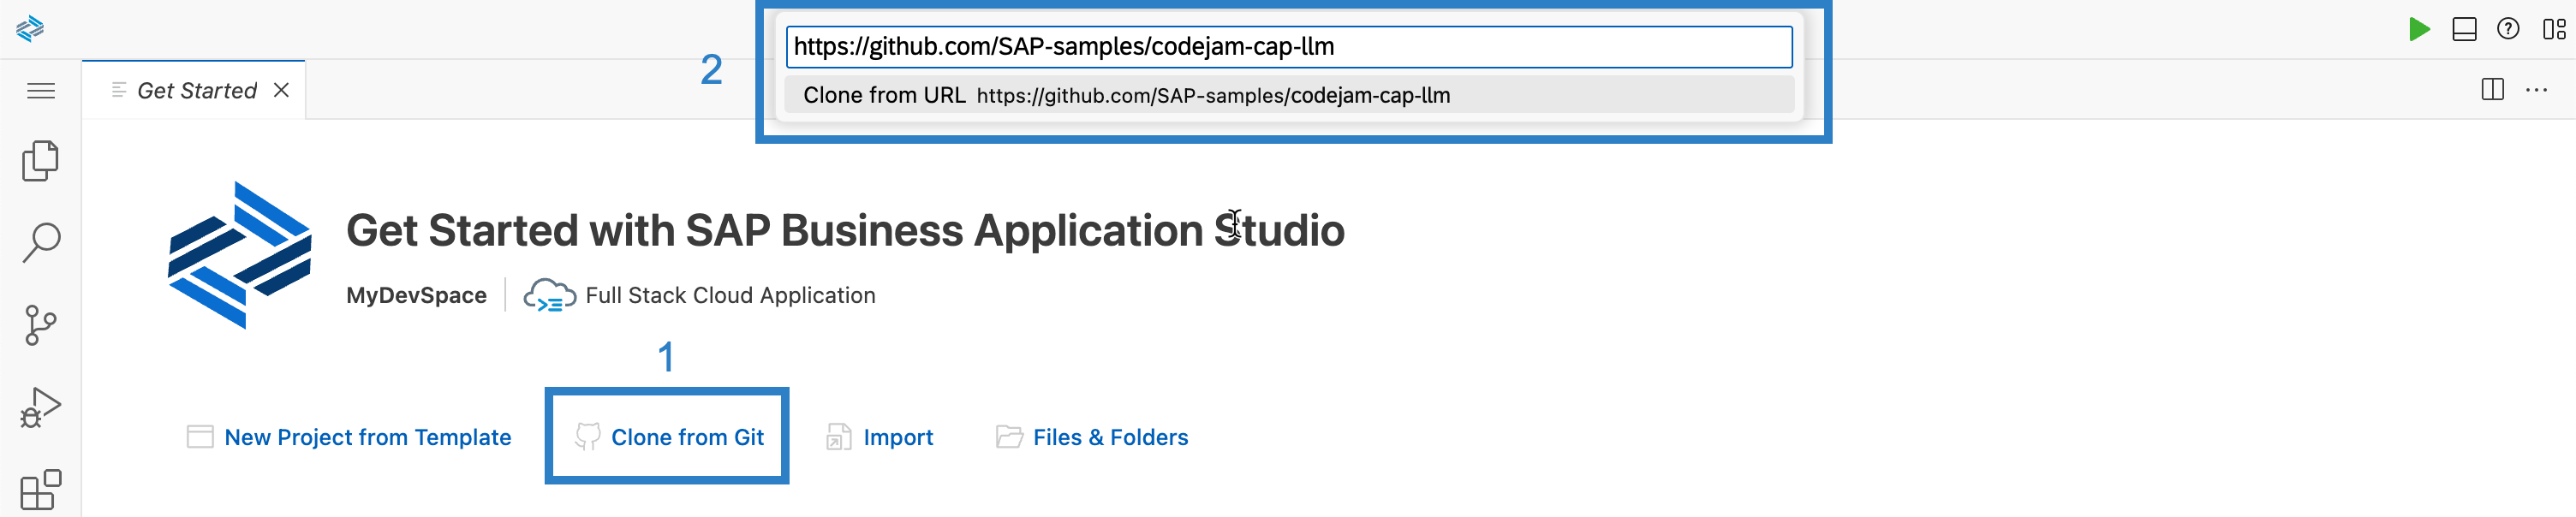 https://github.com/SAP-samples/codejam-cap-llm
2
Clone from URL https://github.com/SAP-samples/codejam-cap-llm
Get Started
Get Started with SAP Business Application Studio
MyDevSpace Full Stack Cloud Application
1
New Project from Template Clone from Git Import Files & Folders